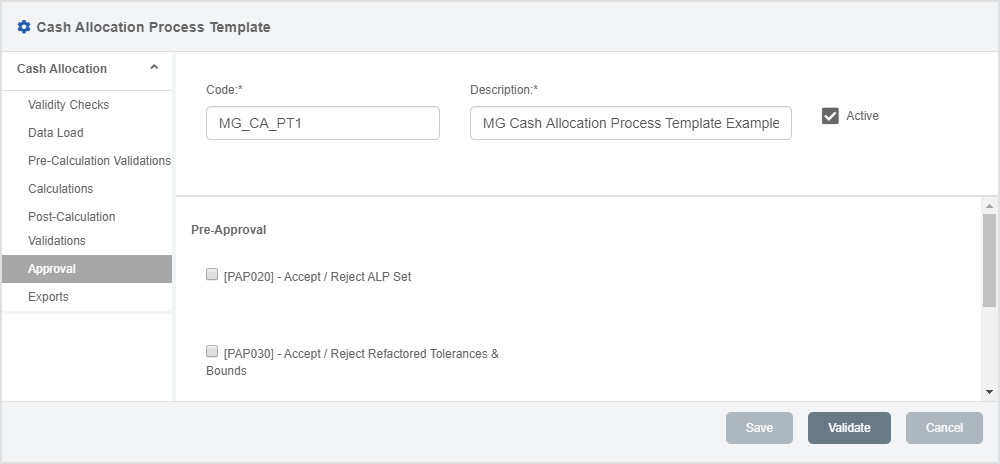 Cash Allocation Process Template
Cash Allocation
Validity Checks
Data Load
Pre-Calculation Validations
Calculations
Post-Calculation
Validations
Approval
Exports
Code:*
Description:*
MG_CA_PT1
MG Cash Allocation Process Template Example
Active
Pre-Approval
[PAP020] - Accept / Reject ALP Set
[PAP030] - Accept / Reject Refactored Tolerances &
Bounds
Save
Validate
Cancel